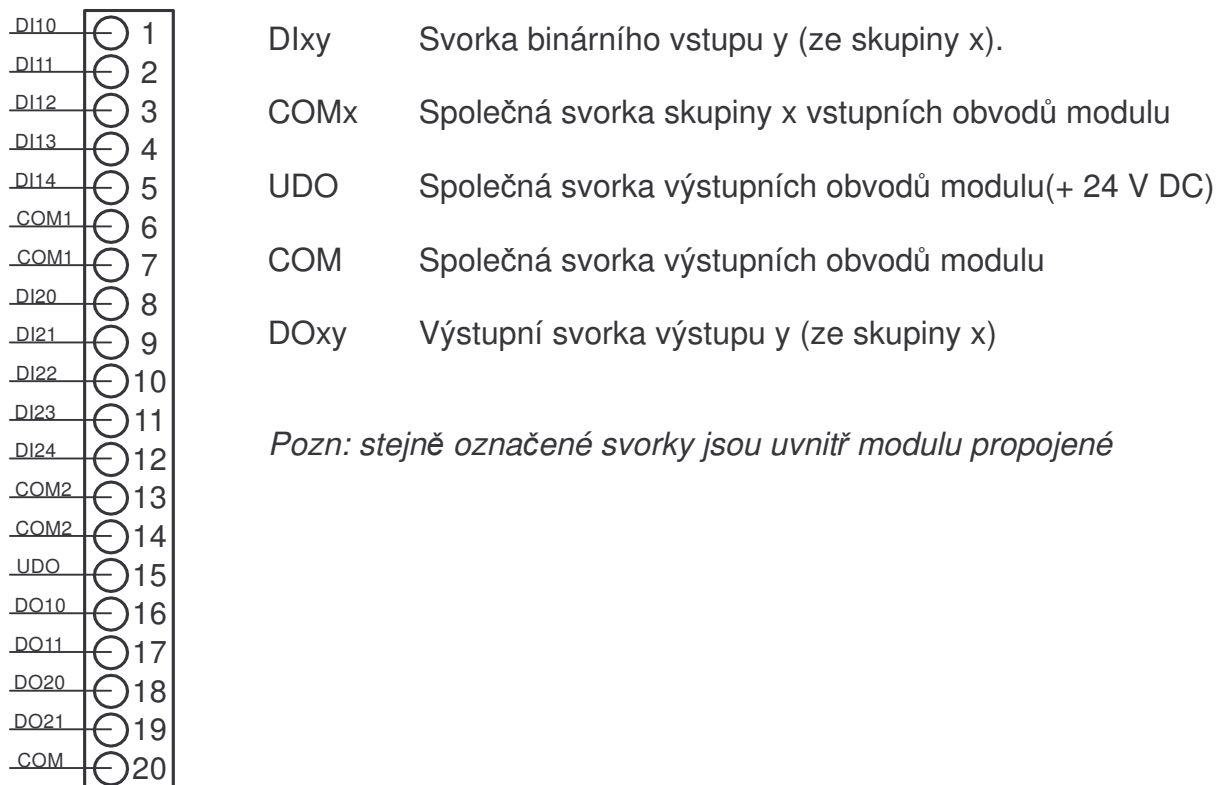 DI10 1
DI11 2
DI12 3
DI13 4
DI14 5
COM1 6
COM1 7
DI20 8
DI21 9
DI22 10
DI23 11
DI24 12
COM2 13
COM2 14
UDO 15
DO10 16
DO11 17
DO20 18
DO21 19
COM 20
DIxy Svorka binárního vstupu y (ze skupiny x).
COMx Společná svorka skupiny x vstupních obvodů modulu
UDO Společná svorka výstupních obvodů modulu(+ 24 V DC)
COM Společná svorka výstupních obvodů modulu
DOxy Výstupní svorka výstupu y (ze skupiny x)
Pozn: stejně označené svorky jsou uvnitř modulu propojené